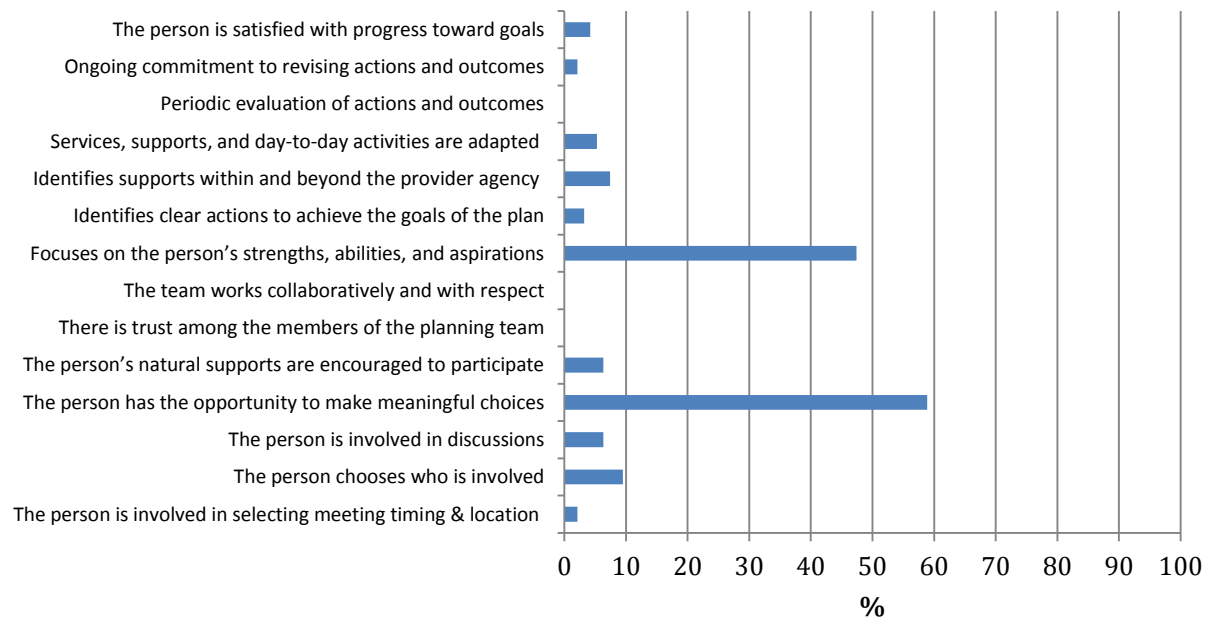 The person is satisfied with progress toward goals
Ongoing commitment to revising actions and outcomes
Periodic evaluation of actions and outcomes
Services, supports, and day-to-day activities are adapted
Identifies supports within and beyond the provider agency
Identifies clear actions to achieve the goals of the plan
Focuses on the person’s strengths, abilities, and aspirations
The team works collaboratively and with respect
There is trust among the members of the planning team
The person’s natural supports are encouraged to participate
The person has the opportunity to make meaningful choices
The person is involved in discussions
The person chooses who is involved
The person is involved in selecting meeting timing & location
0 10 20 30 40 50 60 70 80 90 100
%